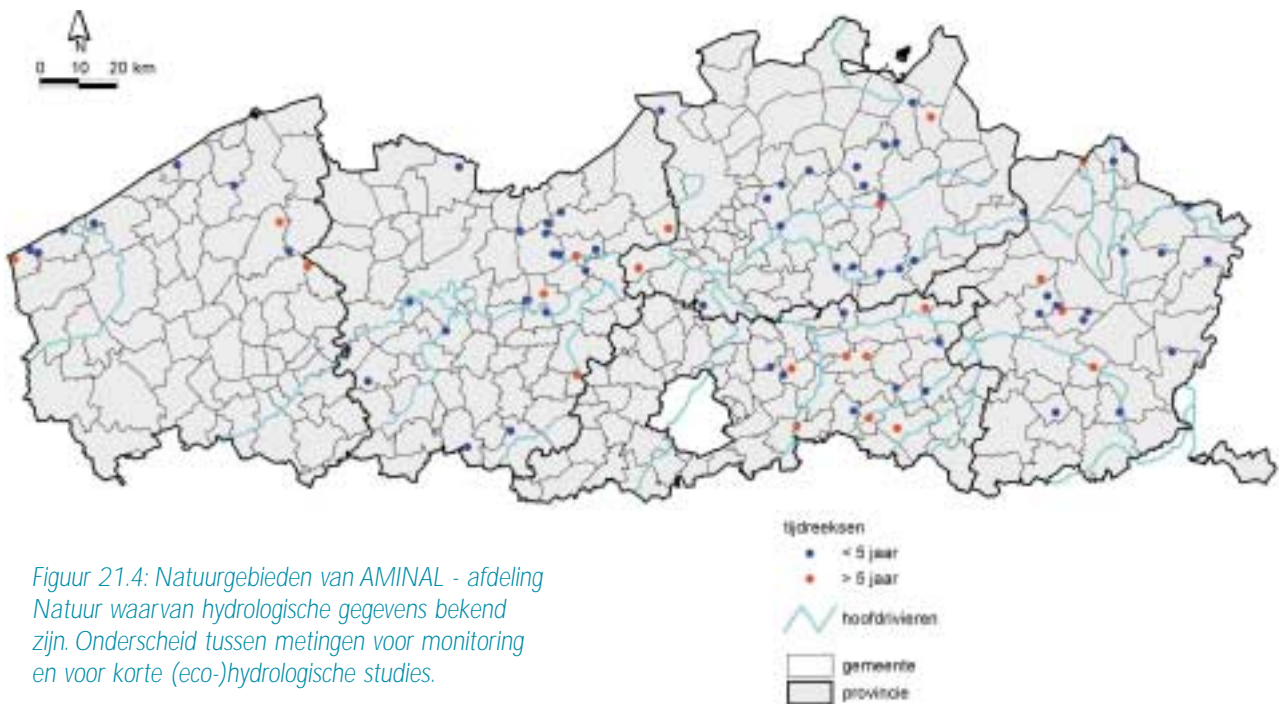 N
0 10 20 km
tijdreeksen
< 5 jaar
> 5 jaar
hoofdrivieren
gemeente
provincie
Figuur 21.4: Natuurgebieden van AMINAL - afdeling
Natuur waarvan hydrologische gegevens bekend
zijn. Onderscheid tussen metingen voor monitoring
en voor korte (eco-)hydrologische studies.